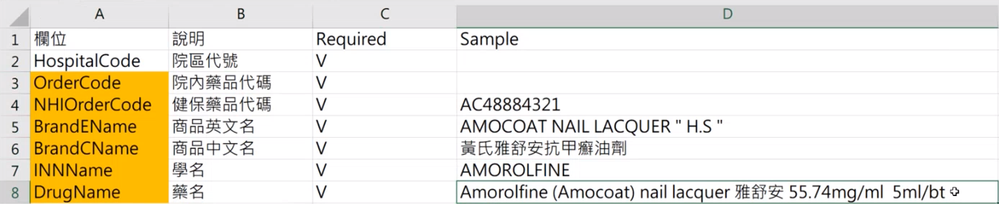 A B C D
1 欄位 說明 Required Sample
2 HospitalCode 院區代號 V
3 OrderCode 院內藥品代碼 V
4 NHIOrderCode 健保藥品代碼 V AC48884321
5 BrandEName 商品英文名 V AMOCOAT NAIL LACQUER " H.S "
6 BrandCName 商品中文名 V 黃氏雅舒安抗甲癬油劑
7 INNName 學名 V AMOROLFINE
8 DrugName 藥名 V Amorolfine (Amocoat) nail lacquer 雅舒安 55.74mg/ml 5ml/bt